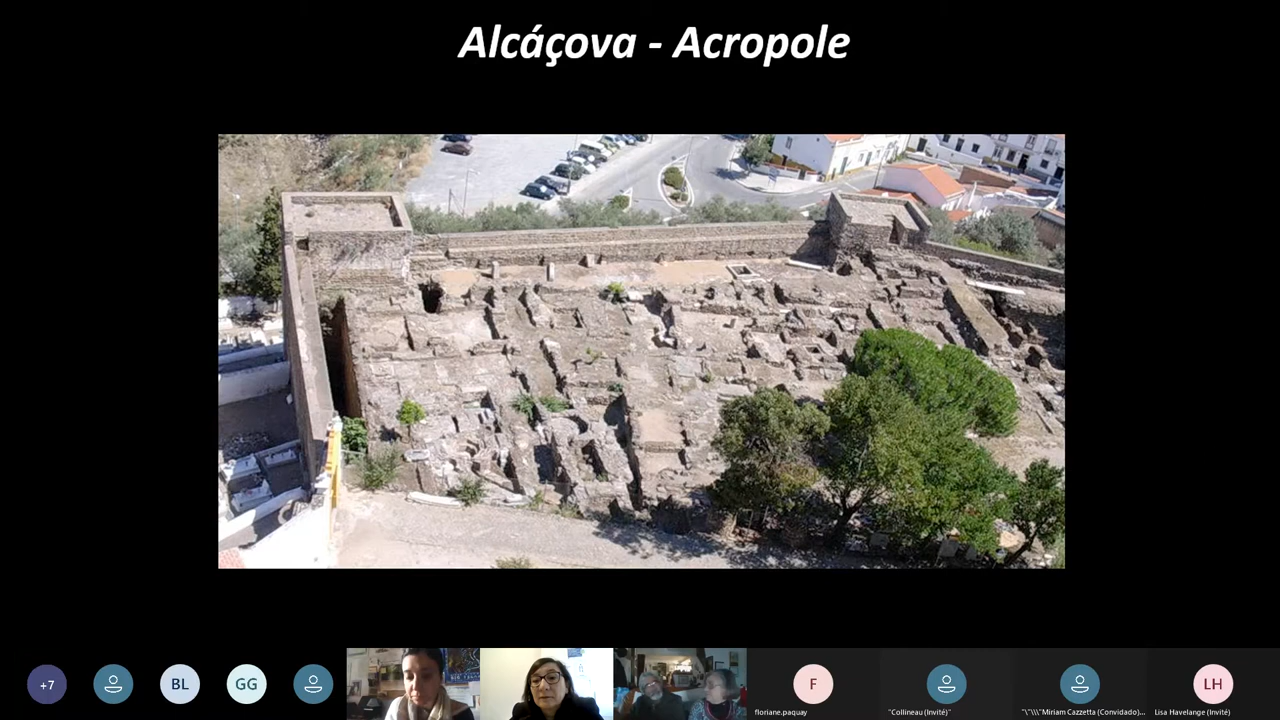 Alcáçova - Acropole
+7
BL
GG
F
LH
floriane.paquay
"Collineau (Invité)"
"\"\\\"Miriam Cazzetta (Convidado)...
Lisa Havelange (Invité)